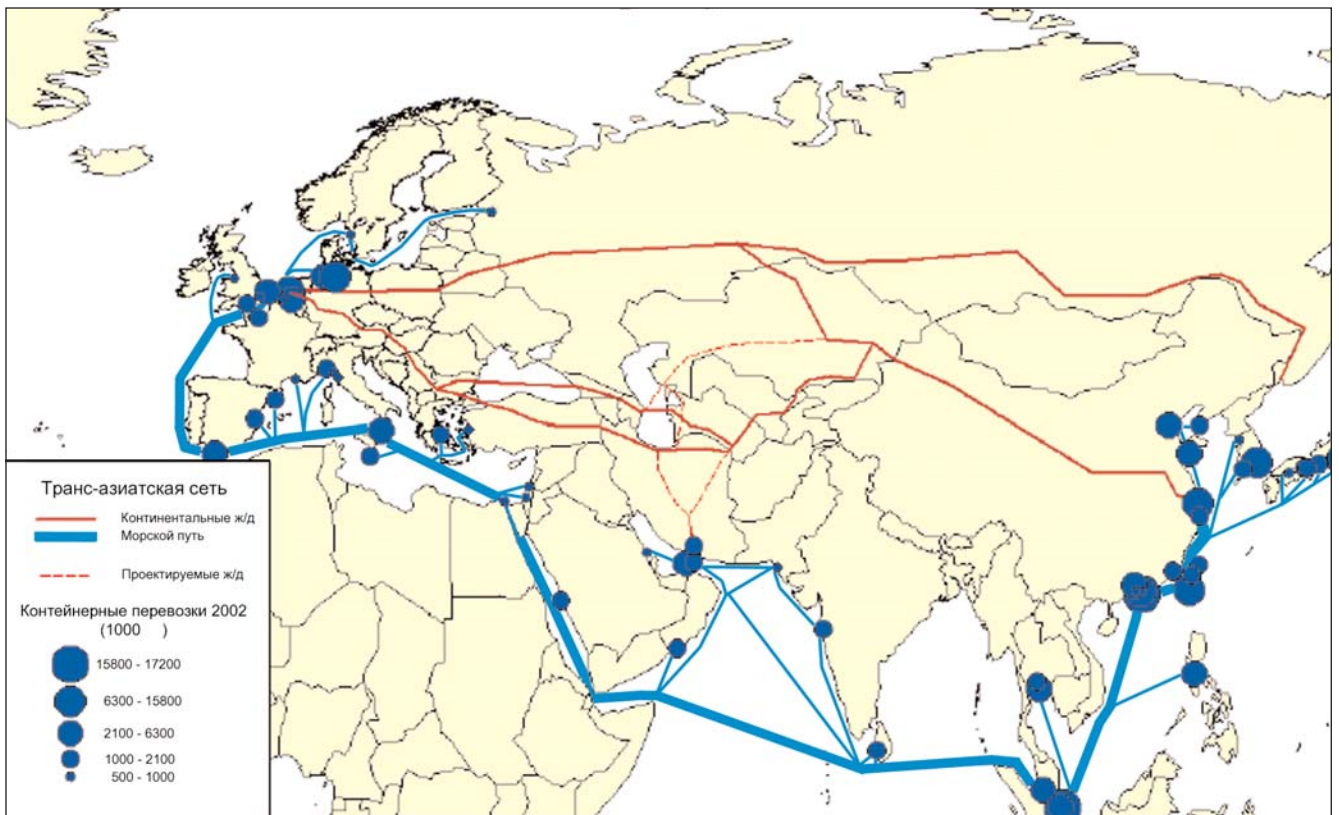 Транс-азиатская сеть
Континентальные ж/д
Морской путь
Проектируемые ж/д
Контейнерные перевозки 2002
(1000 )
15800 - 17200
6300 - 15800
2100 - 6300
1000 - 2100
500 - 1000